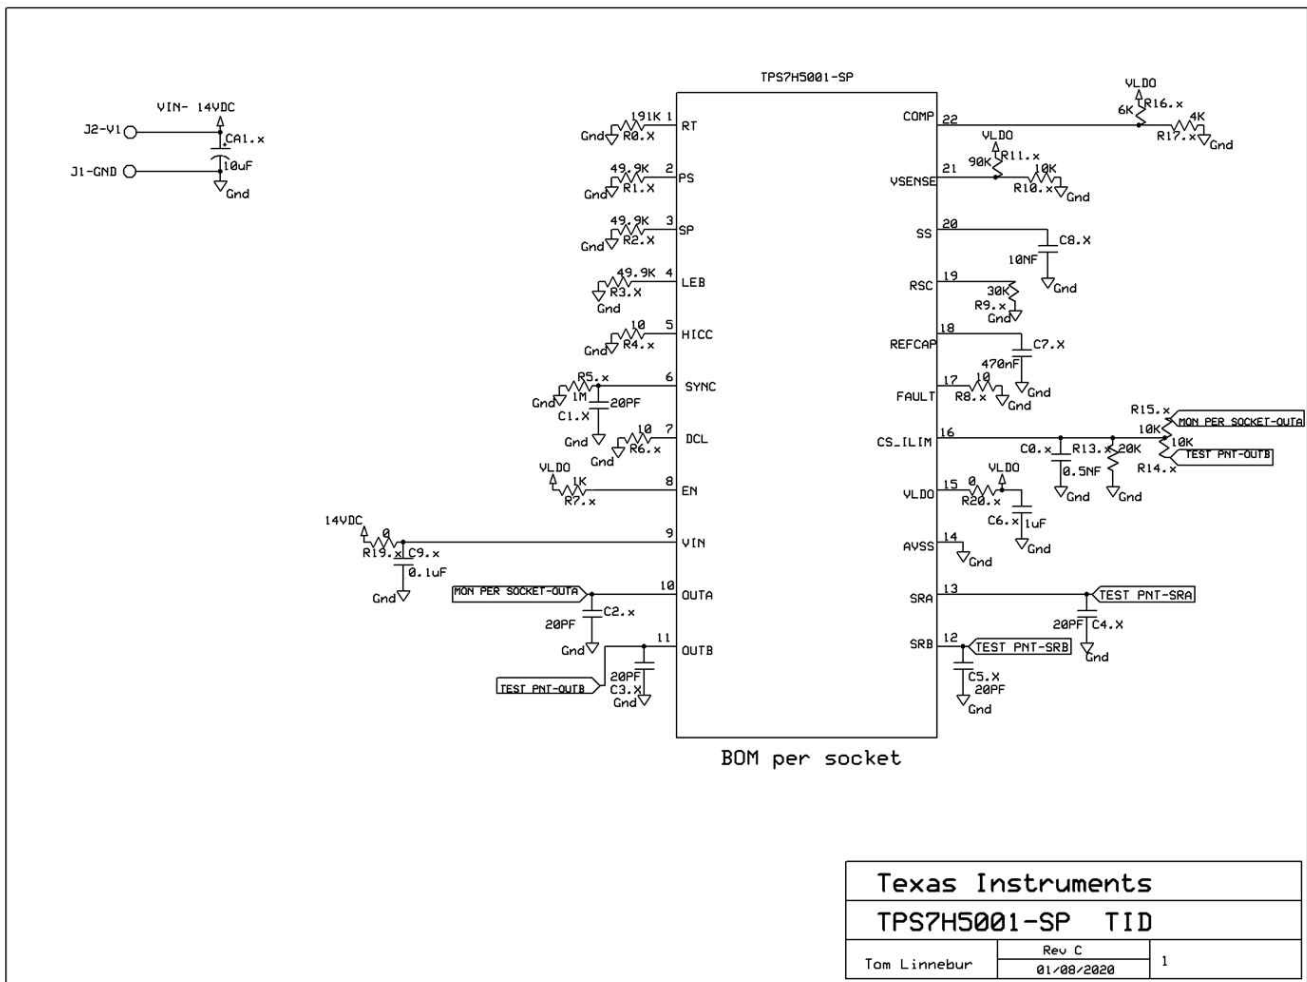 TPS7H5001-SP
VIN- 14VDC
J2-V1
CA1.x
10uF
J1-GND
Gnd
191K 1 RT
Gnd R0.x
49.9K 2 PS
Gnd R1.X
49.9K 3 SP
Gnd R2.X
49.9K 4 LEB
R3.X
Gnd
10 5 HICC
Gnd R4.x
R5.x 6 SYNC
Gnd 1M 20PF
C1.X
Gnd
10 7 DCL
R6.x
Gnd
VLDO
1K 8 EN
R7.x
14VDC
0 9 VIN
R19.x C9.x
0.1uF
Gnd
MON PER SOCKET-OUTA 10 OUTA
C2.x
20PF
Gnd
11 OUTB
20PF
TEST PNT-OUTB C3.X
Gnd
VLDO
R16.x
6K
COMP 22 4K
R17.x
Gnd
VLDO
R11.x
90K
VSENSE 21 10K
R10.x
Gnd
SS 20
C8.X
10NF
Gnd
RSC 19
30K
R9.x
Gnd
REFCAP 18
C7.X
470nF
Gnd
FAULT 17 10
R8.x
Gnd
R15.x
MON PER SOCKET-OUTA
10K
CS_ILIM 16
C0.x R13.x 20K 10K
TEST PNT-OUTB
0.5NF R14.x
Gnd Gnd
VLDO
VLDO 15 0
R20.x
C6.x 1uF
Gnd
AVSS 14
Gnd
SRA 13 TEST PNT-SRA
20PF C4.X
Gnd
SRB 12 TEST PNT-SRB
C5.X
20PF
Gnd
BOM per socket
Texas Instruments
TPS7H5001-SP TID
Tom Linnebur
Rev C
01/08/2020
1